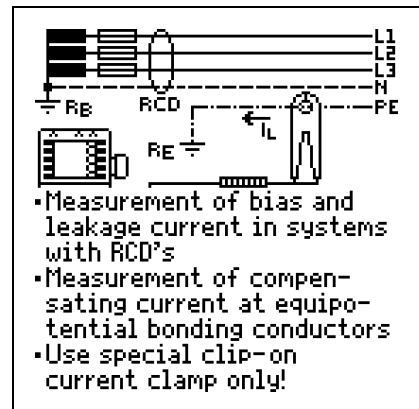 L1
L2
L3
N
RB RCD PE
IL
RE
▪Measurement of bias and
leakage current in systems
with RCD's
▪Measurement of compen-
sating current at equipo-
tential bonding conductors
▪Use special clip-on
current clamp only!